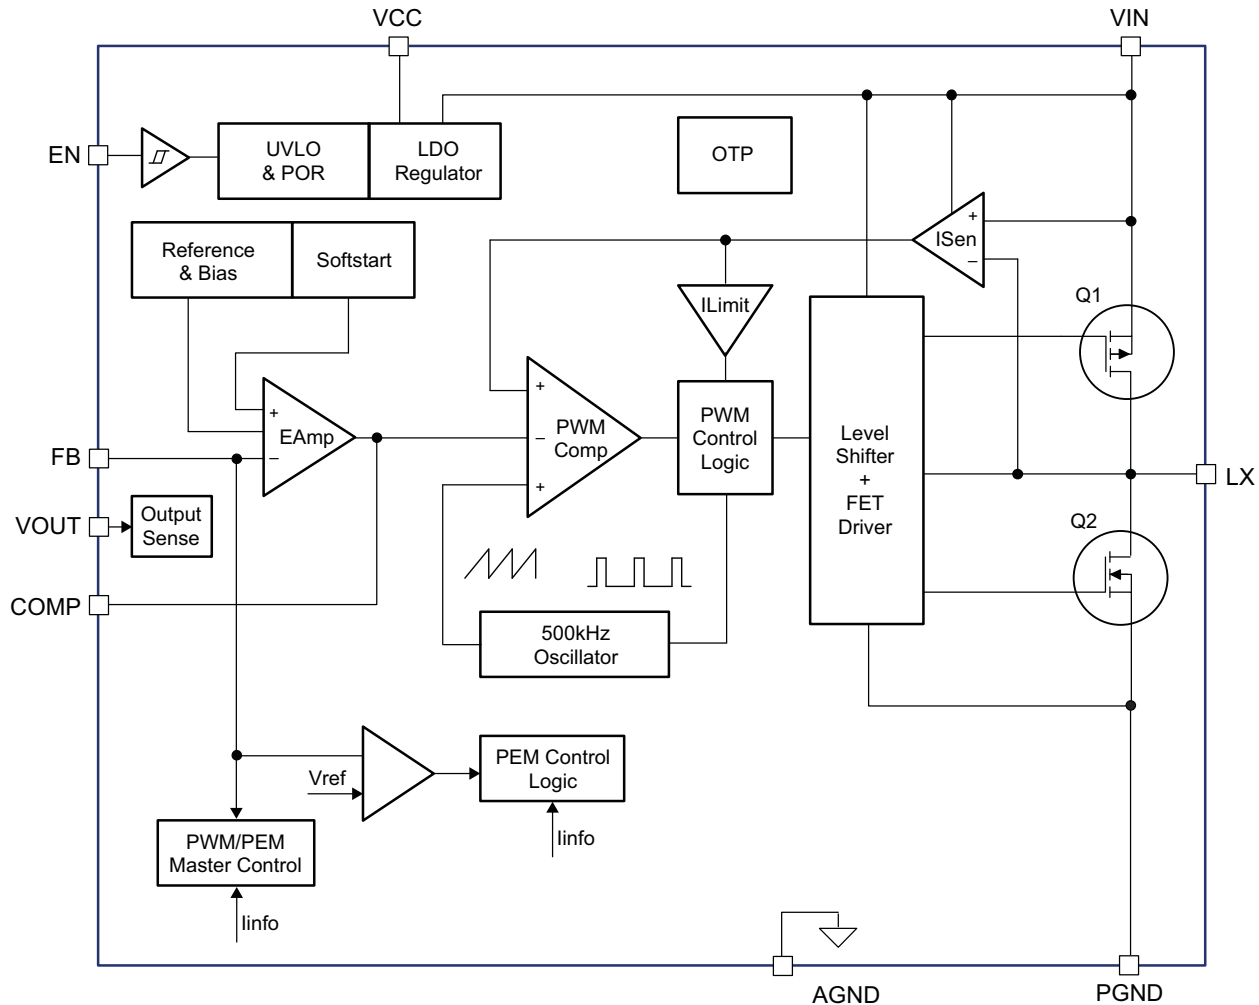 VCC
VIN
EN
UVLO
& POR
LDO
Regulator
OTP
Reference
& Bias
Softstart
+
ISen
–
ILimit
Q1
+
EAmp
–
+
–
PWM
Comp
+
PWM
Control
Logic
Level
Shifter
+
FET
Driver
FB
LX
VOUT
Output
Sense
Q2
COMP
500kHz
Oscillator
Vref
PEM Control
Logic
Iinfo
PWM/PEM
Master Control
Iinfo
AGND
PGND